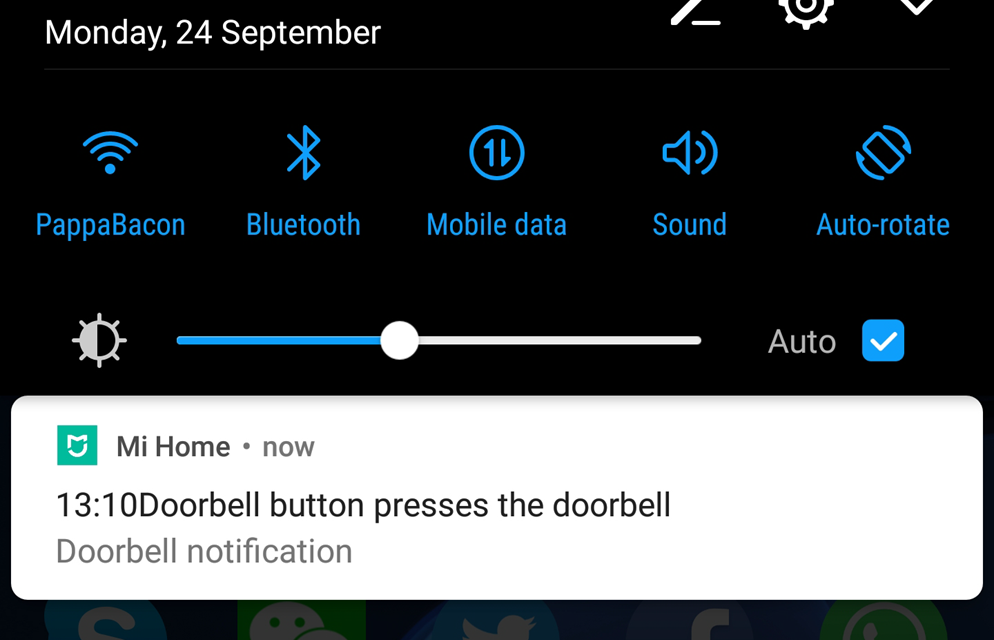 Monday, 24 September
PappaBacon Bluetooth Mobile data Sound Auto-rotate
Auto
Mi Home • now
13:10Doorbell button presses the doorbell
Doorbell notification